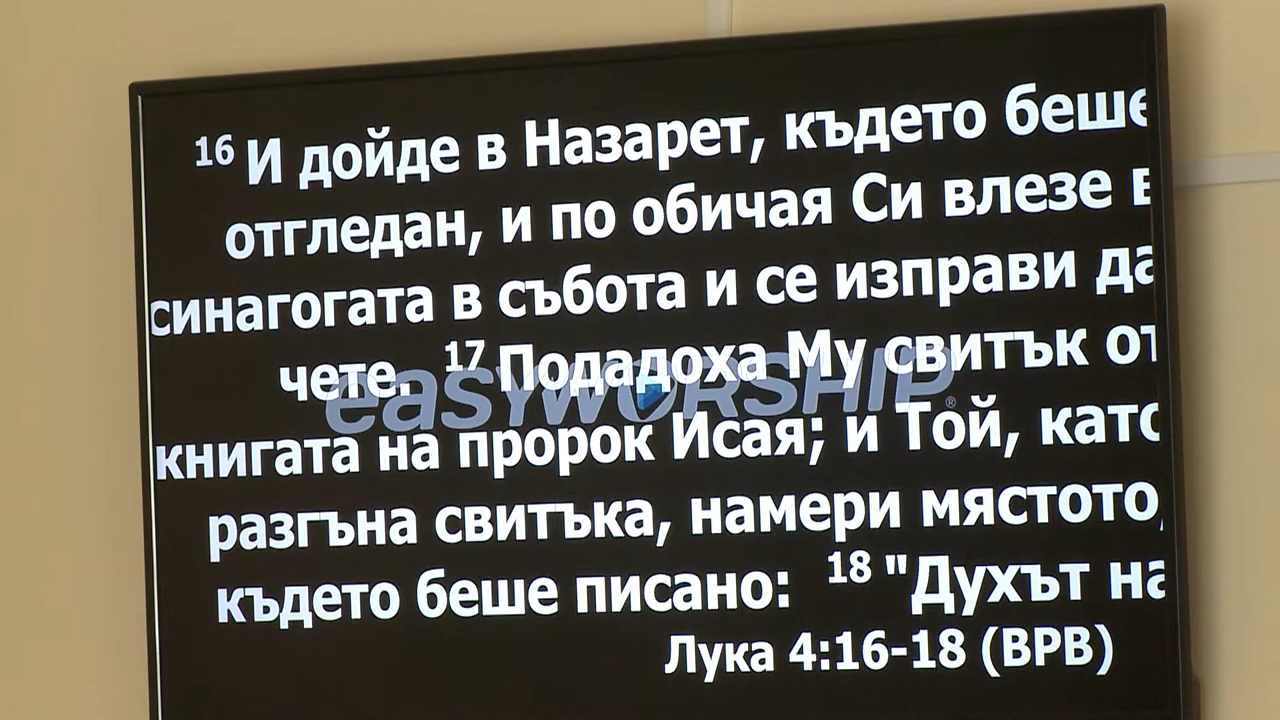 16 И дойде в Назарет, където беше
отгледан, и по обичая Си влезе в
синагогата в събота и се изправи да
чете. 17 Подадоха Му свитък от
easyworship®
книгата на пророк Исая; и Той, като
разгъна свитъка, намери мястото,
където беше писано: 18 "Духът на
Лука 4:16-18 (ВРВ)